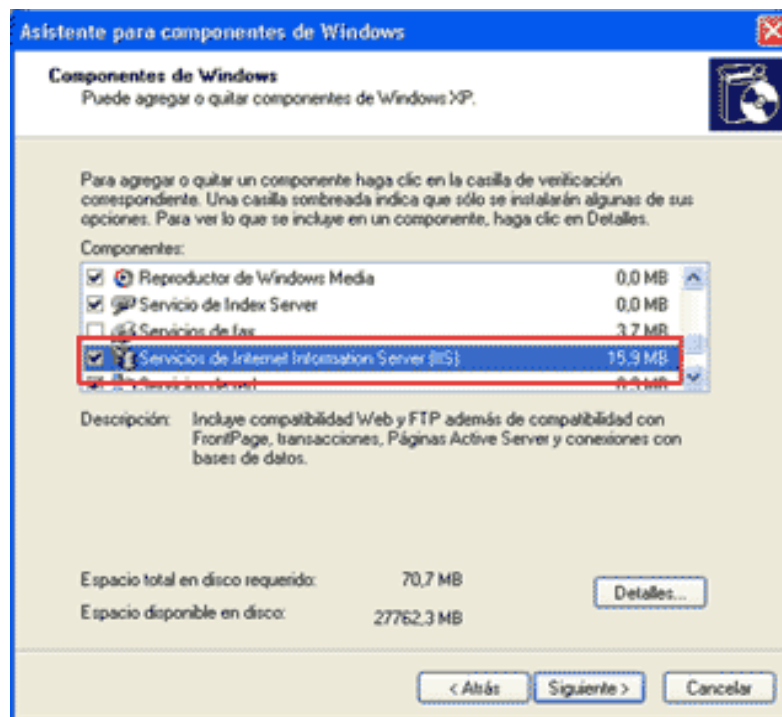 Asistente para componentes de Windows
Componentes de Windows
Puede agregar o quitar componentes de Windows XP.
Para agregar o quitar un componente haga clic en la casilla de verificación
correspondiente. Una casilla sombreada indica que sólo se instalarán algunas de sus
opciones. Para ver lo que se incluye en un componente, haga clic en Detalles.
Componentes:
Reproductor de Windows Media 0,0 MB
Servicio de Index Server 0,0 MB
Servicios de fax 3,7 MB
Servicios de Internet Information Server (IIS) 15,9 MB
Servicios de red
Descripción: Incluye compatibilidad Web y FTP además de compatibilidad con
FrontPage, transacciones, Páginas Active Server y conexiones con
bases de datos.
Espacio total en disco requerido: 70,7 MB
Espacio disponible en disco: 27762,3 MB
Detalles...
< Atrás
Siguiente >
Cancelar